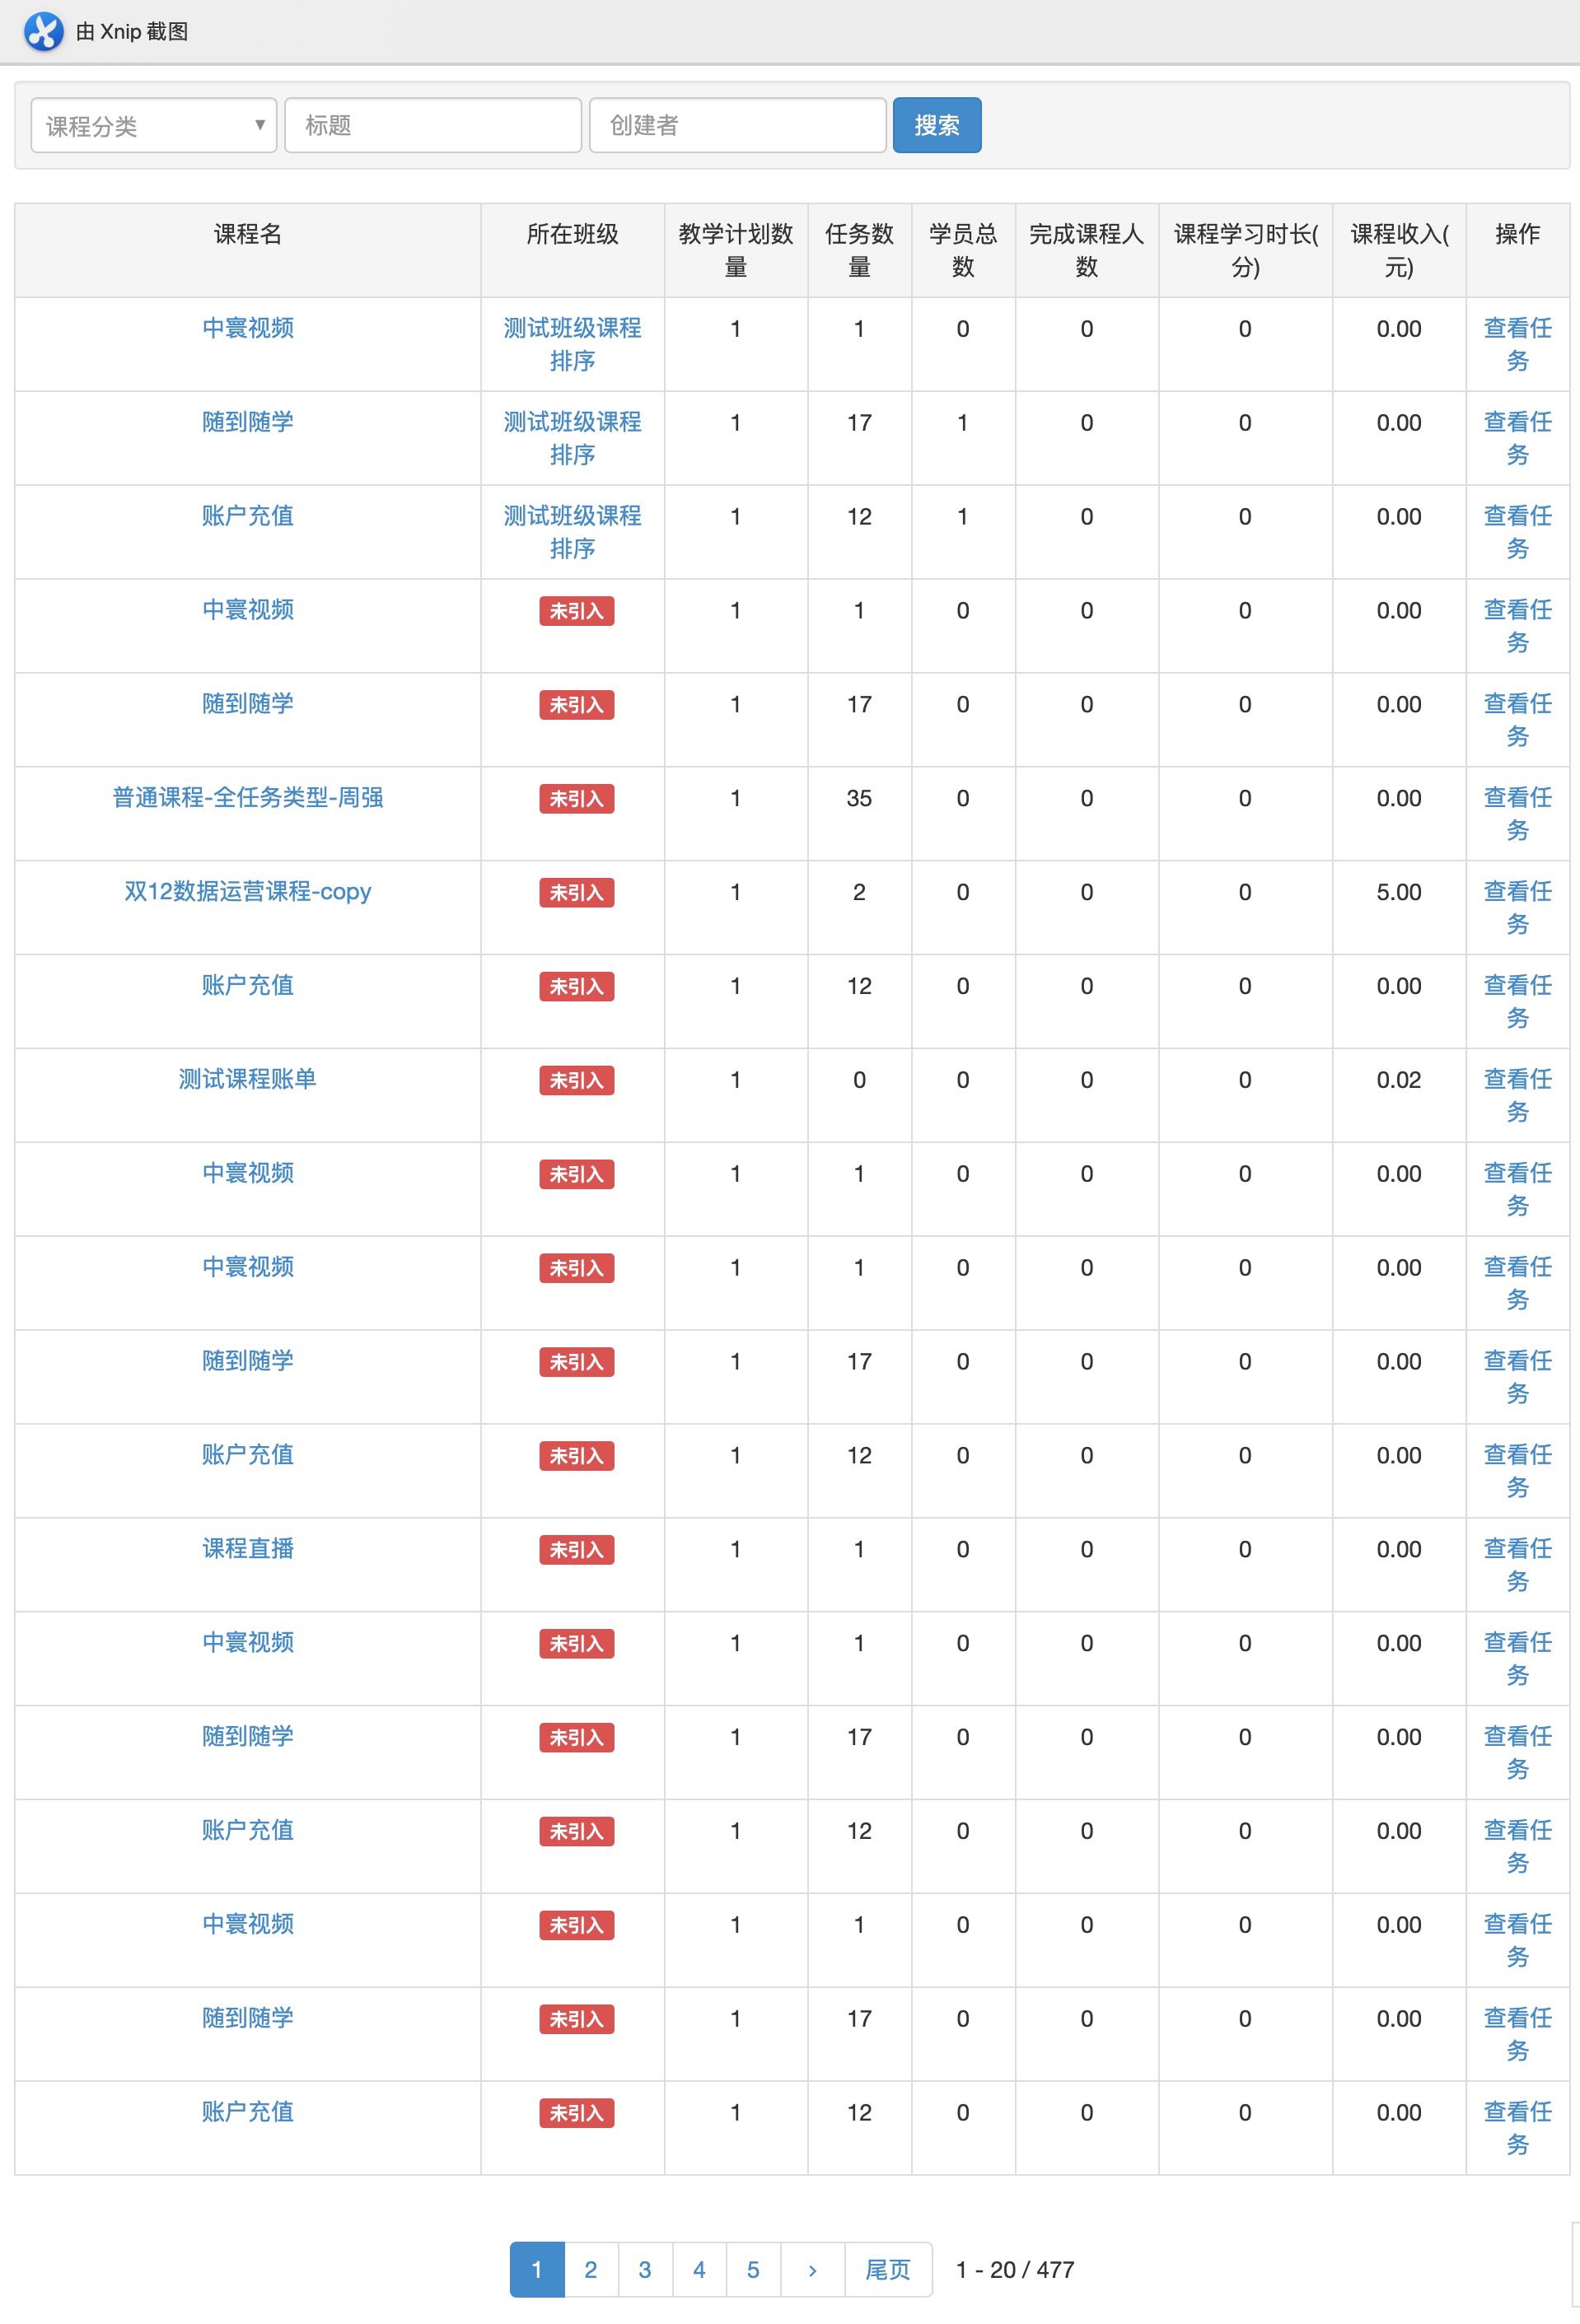 由 Xnip 截图
课程分类 ▼ 标题 创建者 搜索
课程名 所在班级 教学计划数 任务数 学员总 完成课程人 课程学习时长( 课程收入( 操作
量 量 数 数 分) 元)
中寰视频 测试班级课程 1 1 0 0 0 0.00 查看任
排序 务
随到随学 测试班级课程 1 17 1 0 0 0.00 查看任
排序 务
账户充值 测试班级课程 1 12 1 0 0 0.00 查看任
排序 务
中寰视频 未引入 1 1 0 0 0 0.00 查看任
务
随到随学 未引入 1 17 0 0 0 0.00 查看任
务
普通课程-全任务类型-周强 未引入 1 35 0 0 0 0.00 查看任
务
双12数据运营课程-copy 未引入 1 2 0 0 0 5.00 查看任
务
账户充值 未引入 1 12 0 0 0 0.00 查看任
务
测试课程账单 未引入 1 0 0 0 0 0.02 查看任
务
中寰视频 未引入 1 1 0 0 0 0.00 查看任
务
中寰视频 未引入 1 1 0 0 0 0.00 查看任
务
随到随学 未引入 1 17 0 0 0 0.00 查看任
务
账户充值 未引入 1 12 0 0 0 0.00 查看任
务
课程直播 未引入 1 1 0 0 0 0.00 查看任
务
中寰视频 未引入 1 1 0 0 0 0.00 查看任
务
随到随学 未引入 1 17 0 0 0 0.00 查看任
务
账户充值 未引入 1 12 0 0 0 0.00 查看任
务
中寰视频 未引入 1 1 0 0 0 0.00 查看任
务
随到随学 未引入 1 17 0 0 0 0.00 查看任
务
账户充值 未引入 1 12 0 0 0 0.00 查看任
务
1 2 3 4 5 › 尾页 1 - 20 / 477